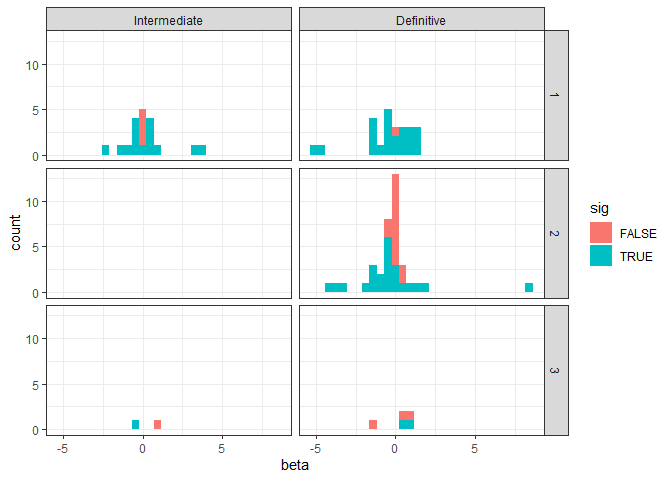 Intermediate Definitive
10
5
0
1
10
5
0
2
10
5
0
3
-5 0 5 -5 0 5
beta
count
sig
FALSE
TRUE